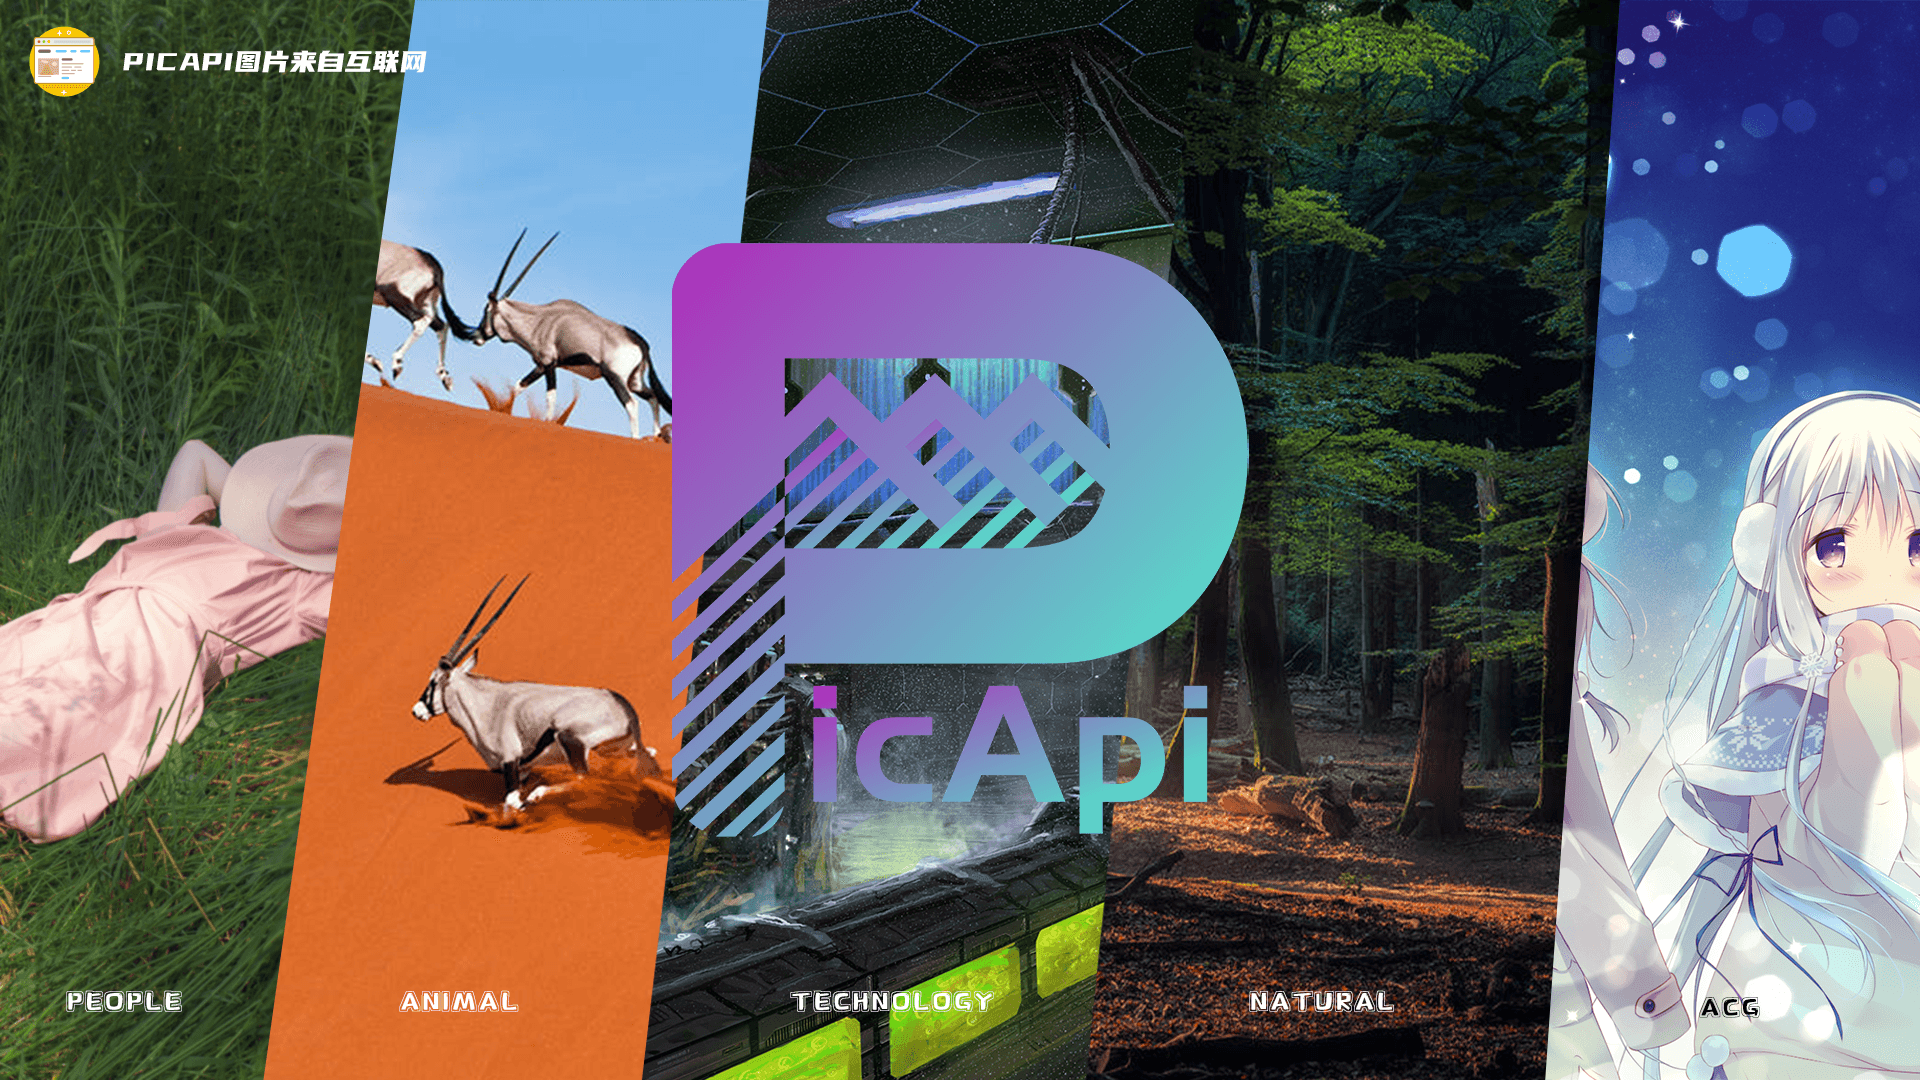 PICAPI图片来自互联网
PicApi
PEOPLE
ANIMAL
TECHNOLOGY
NATURAL
ACG